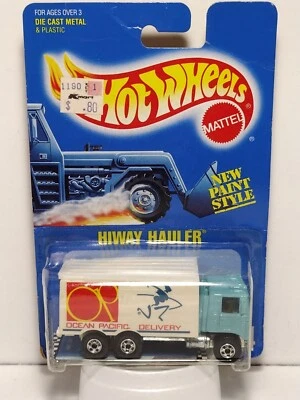 FOR AGES OVER 3
DIE CAST METAL
& PLASTIC
Kmart
$ .80
Hot Wheels
MATTEL
NEW
PAINT
STYLE
HIWAY HAULER
OCEAN PACIFIC DELIVERY